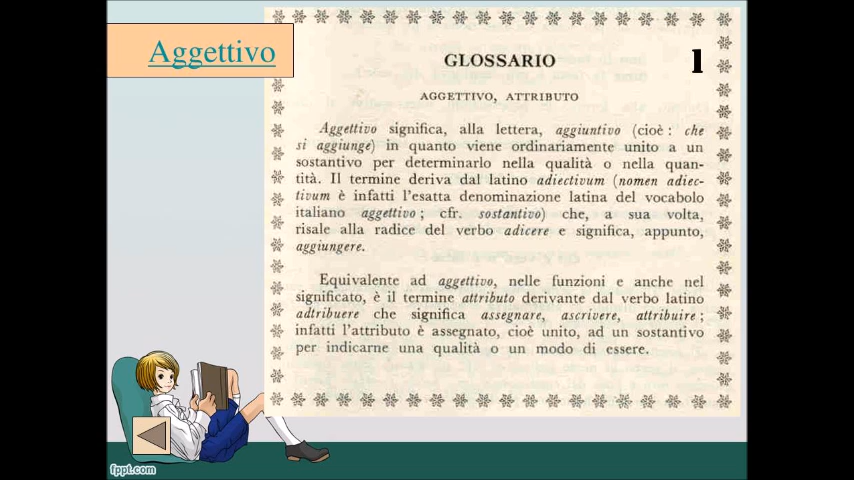 Aggettivo
GLOSSARIO
1
AGGETTIVO, ATTRIBUTO
Aggettivo significa, alla lettera, aggiuntivo (cioè : che
si aggiunge) in quanto viene ordinariamente unito a un
sostantivo per determinarlo nella qualità o nella quan-
tità. Il termine deriva dal latino adiectivum (nomen adiec-
tivum è infatti l'esatta denominazione latina del vocabolo
italiano aggettivo ; cfr. sostantivo) che, a sua volta,
risale alla radice del verbo adicere e significa, appunto,
aggiungere.
Equivalente ad aggettivo, nelle funzioni e anche nel
significato, è il termine attributo derivante dal verbo latino
adtribuere che significa assegnare, ascrivere, attribuire ;
infatti l'attributo è assegnato, cioè unito, ad un sostantivo
per indicarne una qualità o un modo di essere.
fppt.com